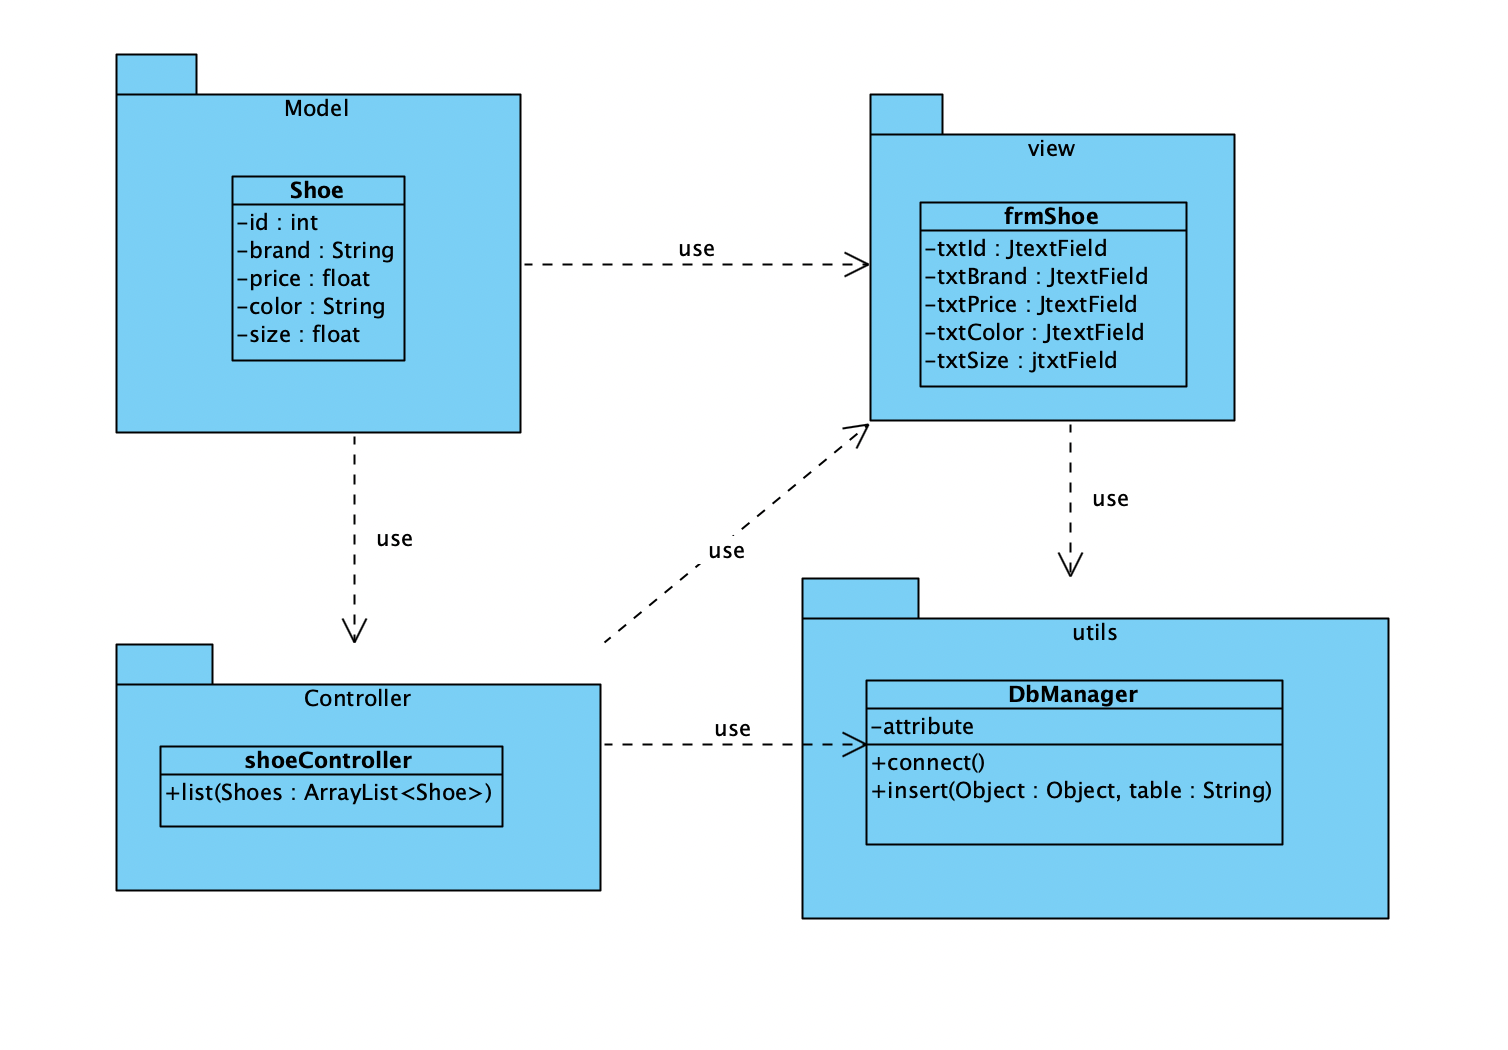 Model
Shoe
-id : int
-brand : String
-price : float
-color : String
-size : float
use
view
frmShoe
-txtId : JtextField
-txtBrand : JtextField
-txtPrice : JtextField
-txtColor : JtextField
-txtSize : jtxtField
use
use
use
Controller
shoeController
+list(Shoes : ArrayList<Shoe>)
use
utils
DbManager
-attribute
+connect()
+insert(Object : Object, table : String)